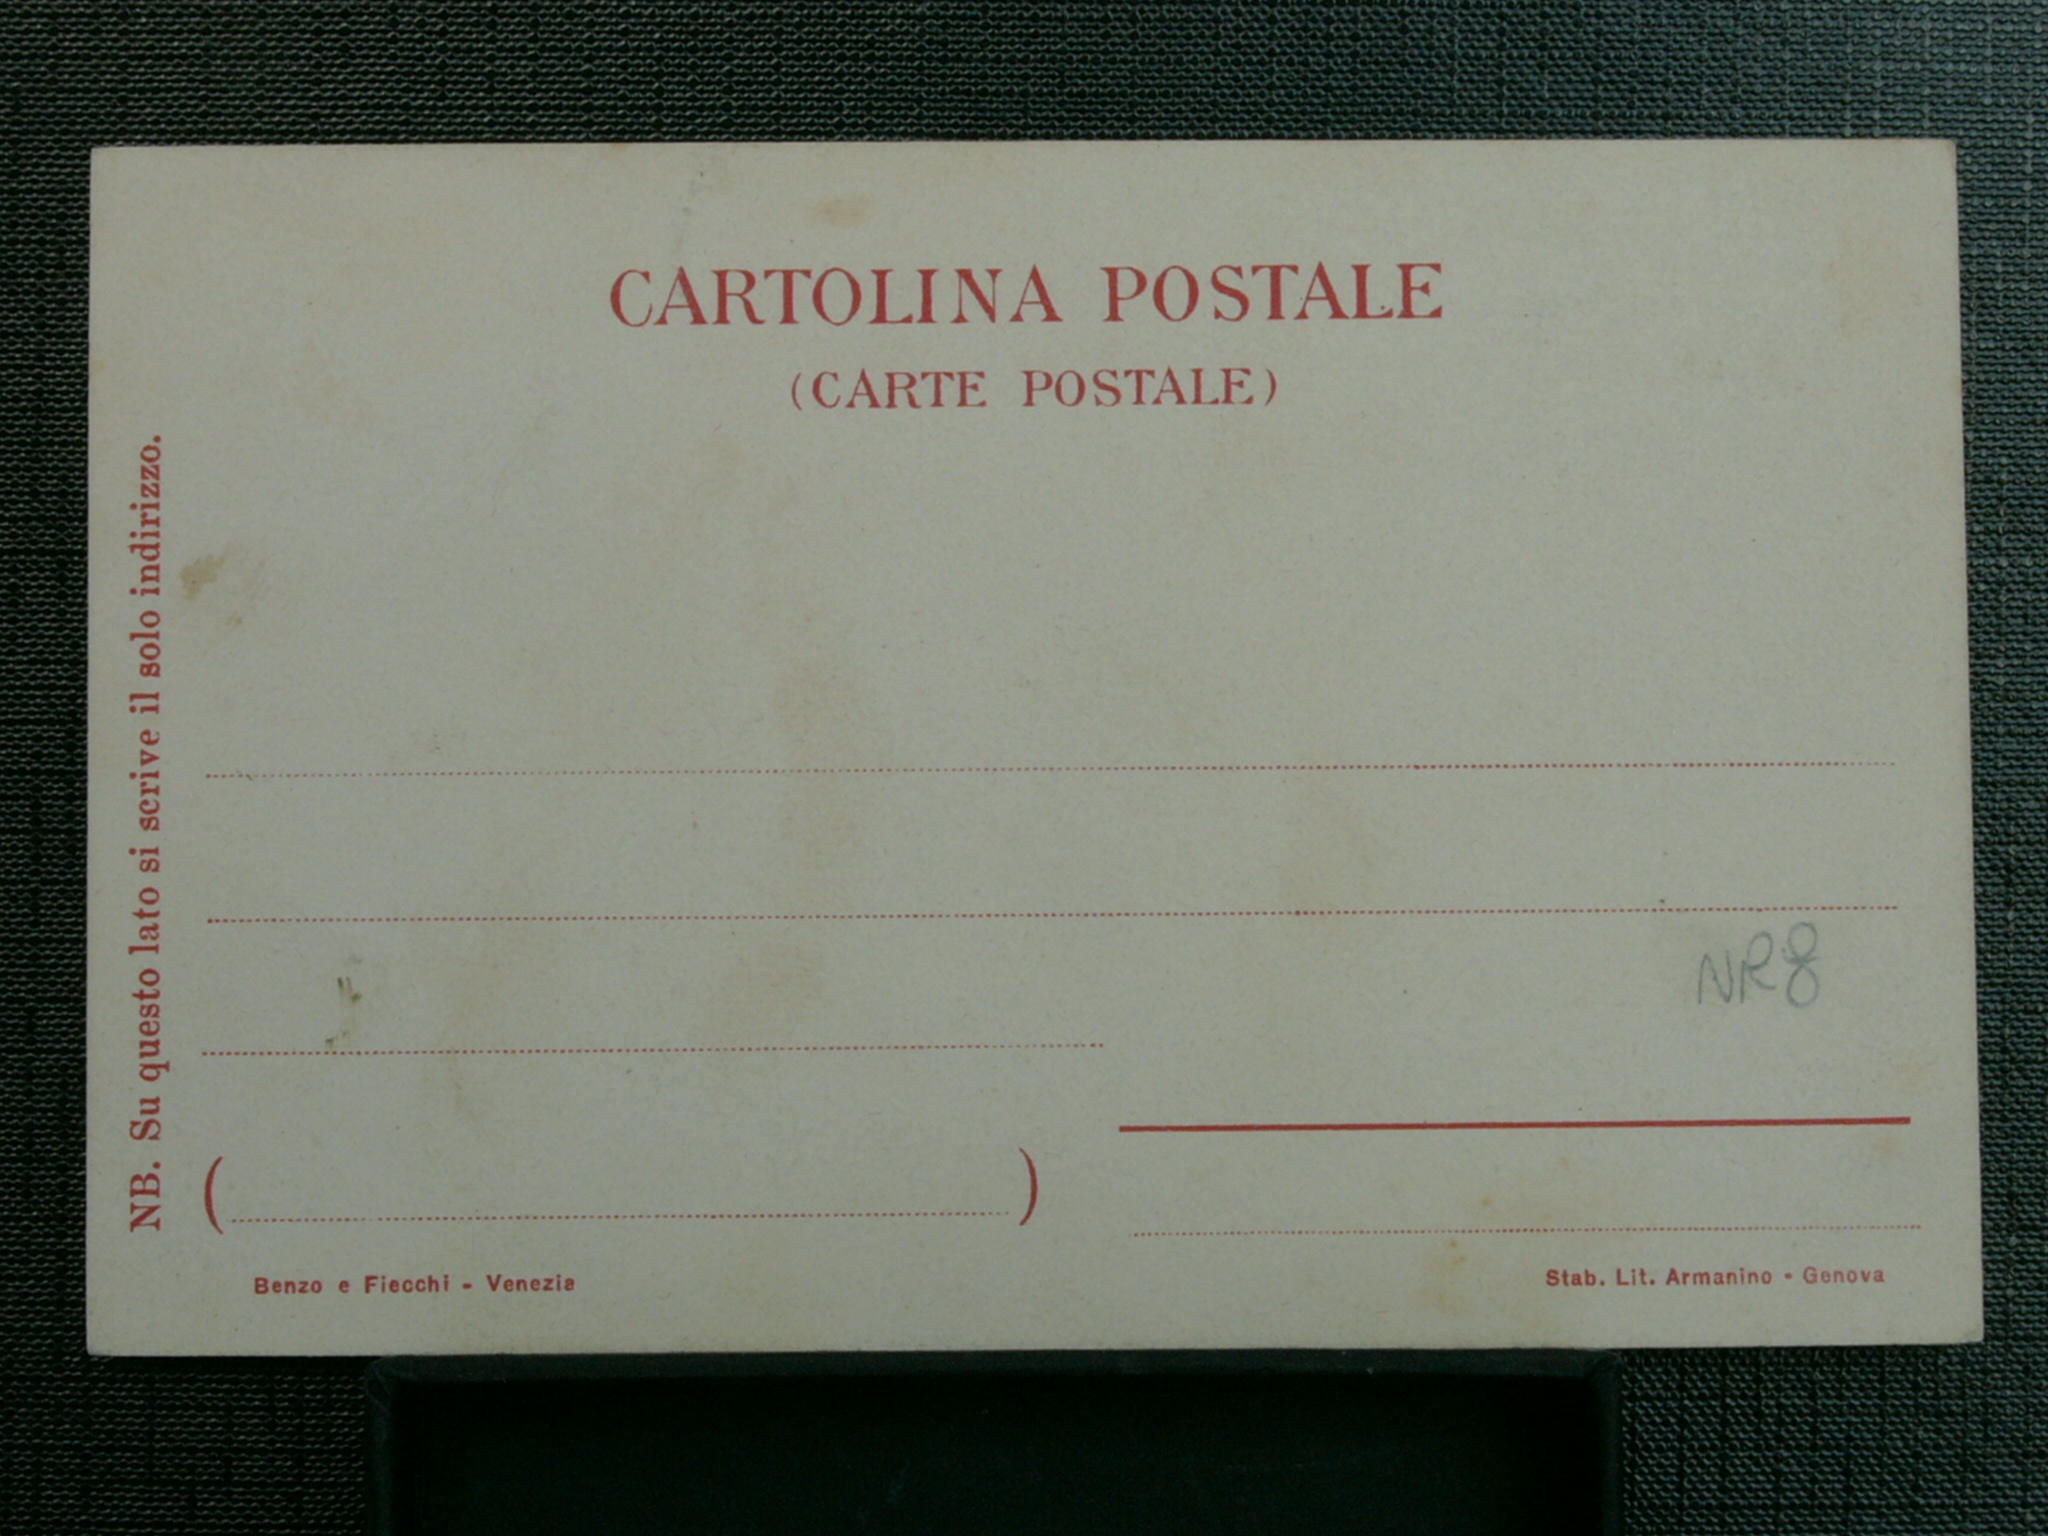 CARTOLINA POSTALE
(CARTE POSTALE)
NB. Su questo lato si scrive il solo indirizzo.
NR8
( )
Benzo e Fiecchi - Venezia
Stab. Lit. Armanino - Genova